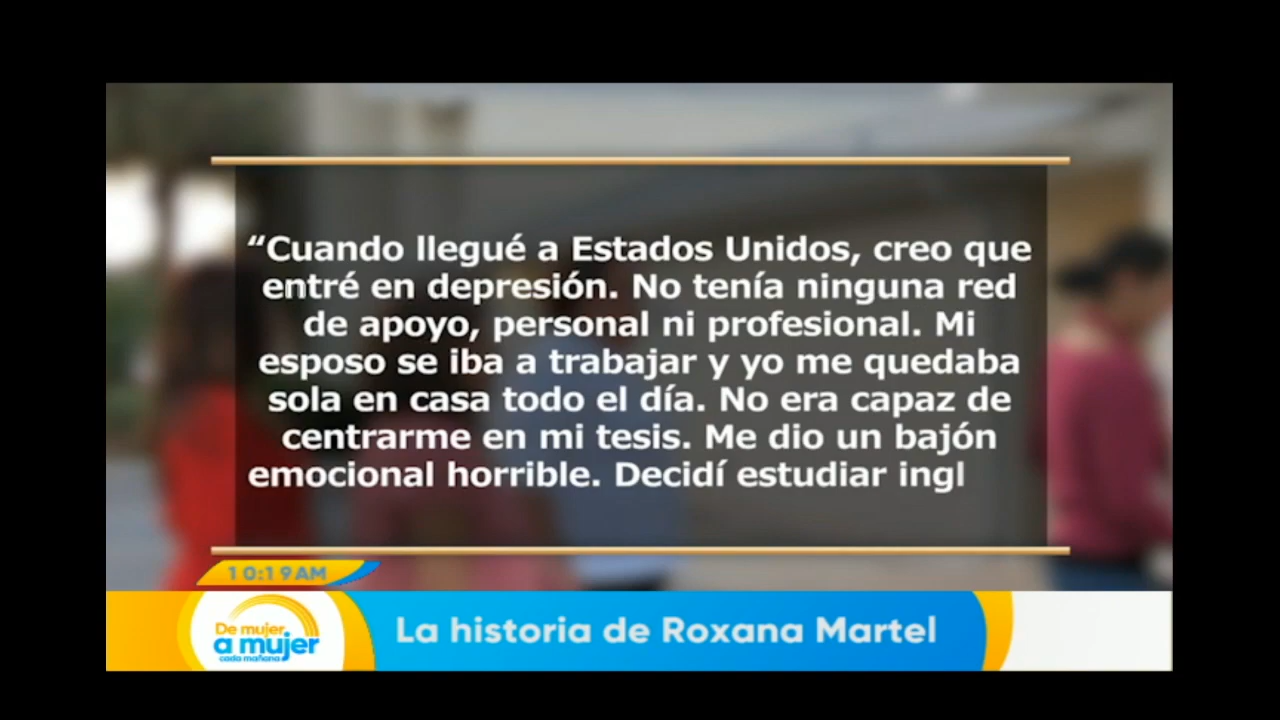 “Cuando llegué a Estados Unidos, creo que
entré en depresión. No tenía ninguna red
de apoyo, personal ni profesional. Mi
esposo se iba a trabajar y yo me quedaba
sola en casa todo el día. No era capaz de
centrarme en mi tesis. Me dio un bajón
emocional horrible. Decidí estudiar ingl
10:19AM
De mujer
a mujer
cada mañana
La historia de Roxana Martel